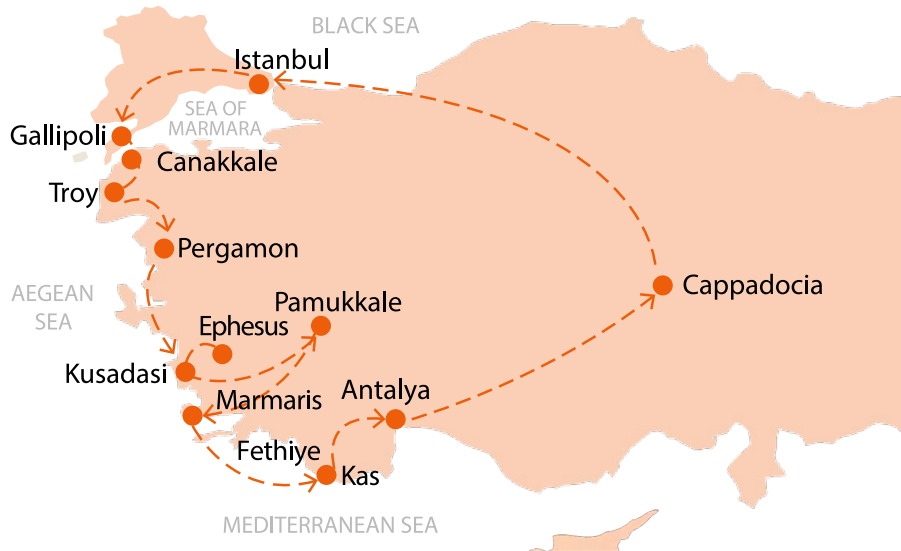 BLACK SEA
Istanbul
SEA OF
MARMARA
Gallipoli
Canakkale
Troy
Pergamon
AEGEAN
SEA
Cappadocia
Pamukkale
Ephesus
Kusadasi
Antalya
Marmaris
Fethiye
Kas
MEDITERRANEAN SEA